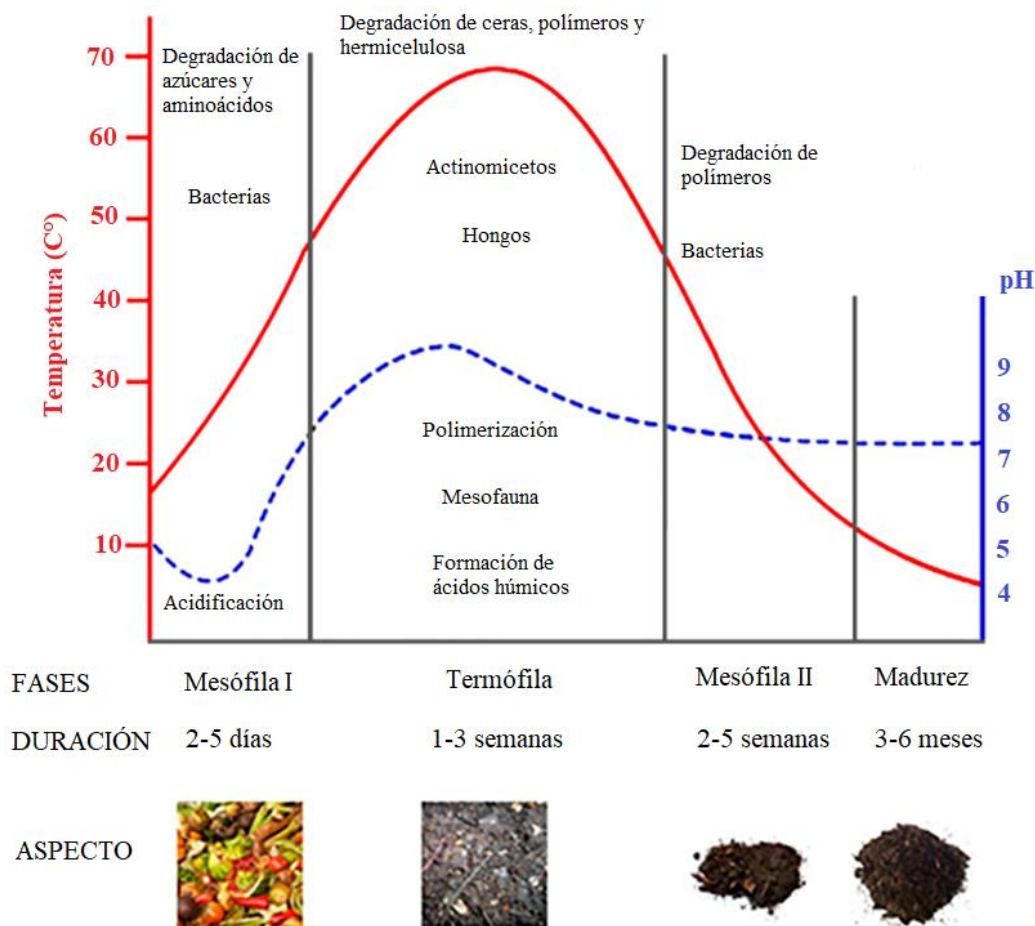 Degradación de ceras, polímeros y
hermicelulosa
Degradación de
azúcares y
aminoácidos
Bacterias
Actinomicetos
Hongos
Degradación de
polímeros
Bacterias
Temperatura (C°)
70
60
50
40
30
20
10
pH
9
8
7
6
5
4
Polimerización
Mesofauna
Formación de
ácidos húmicos
Acidificación
FASES Mesófila I Termófila Mesófila II Madurez
DURACIÓN 2-5 días 1-3 semanas 2-5 semanas 3-6 meses
ASPECTO